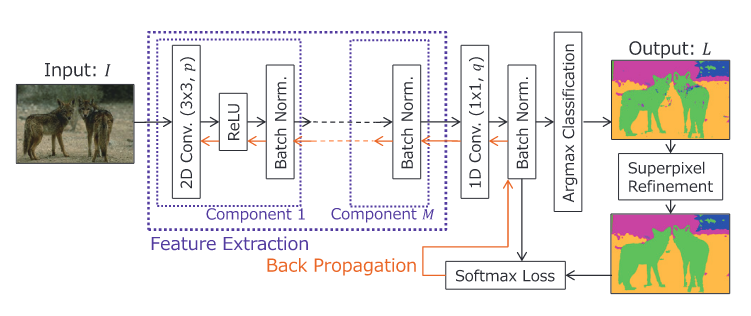 Input: I
Output: L
2D Conv. (3x3, p)
ReLU
Batch Norm.
Batch Norm.
1D Conv. (1x1, q)
Batch Norm.
Argmax Classification
Superpixel
Refinement
Component 1
Component M
Feature Extraction
Back Propagation
Softmax Loss